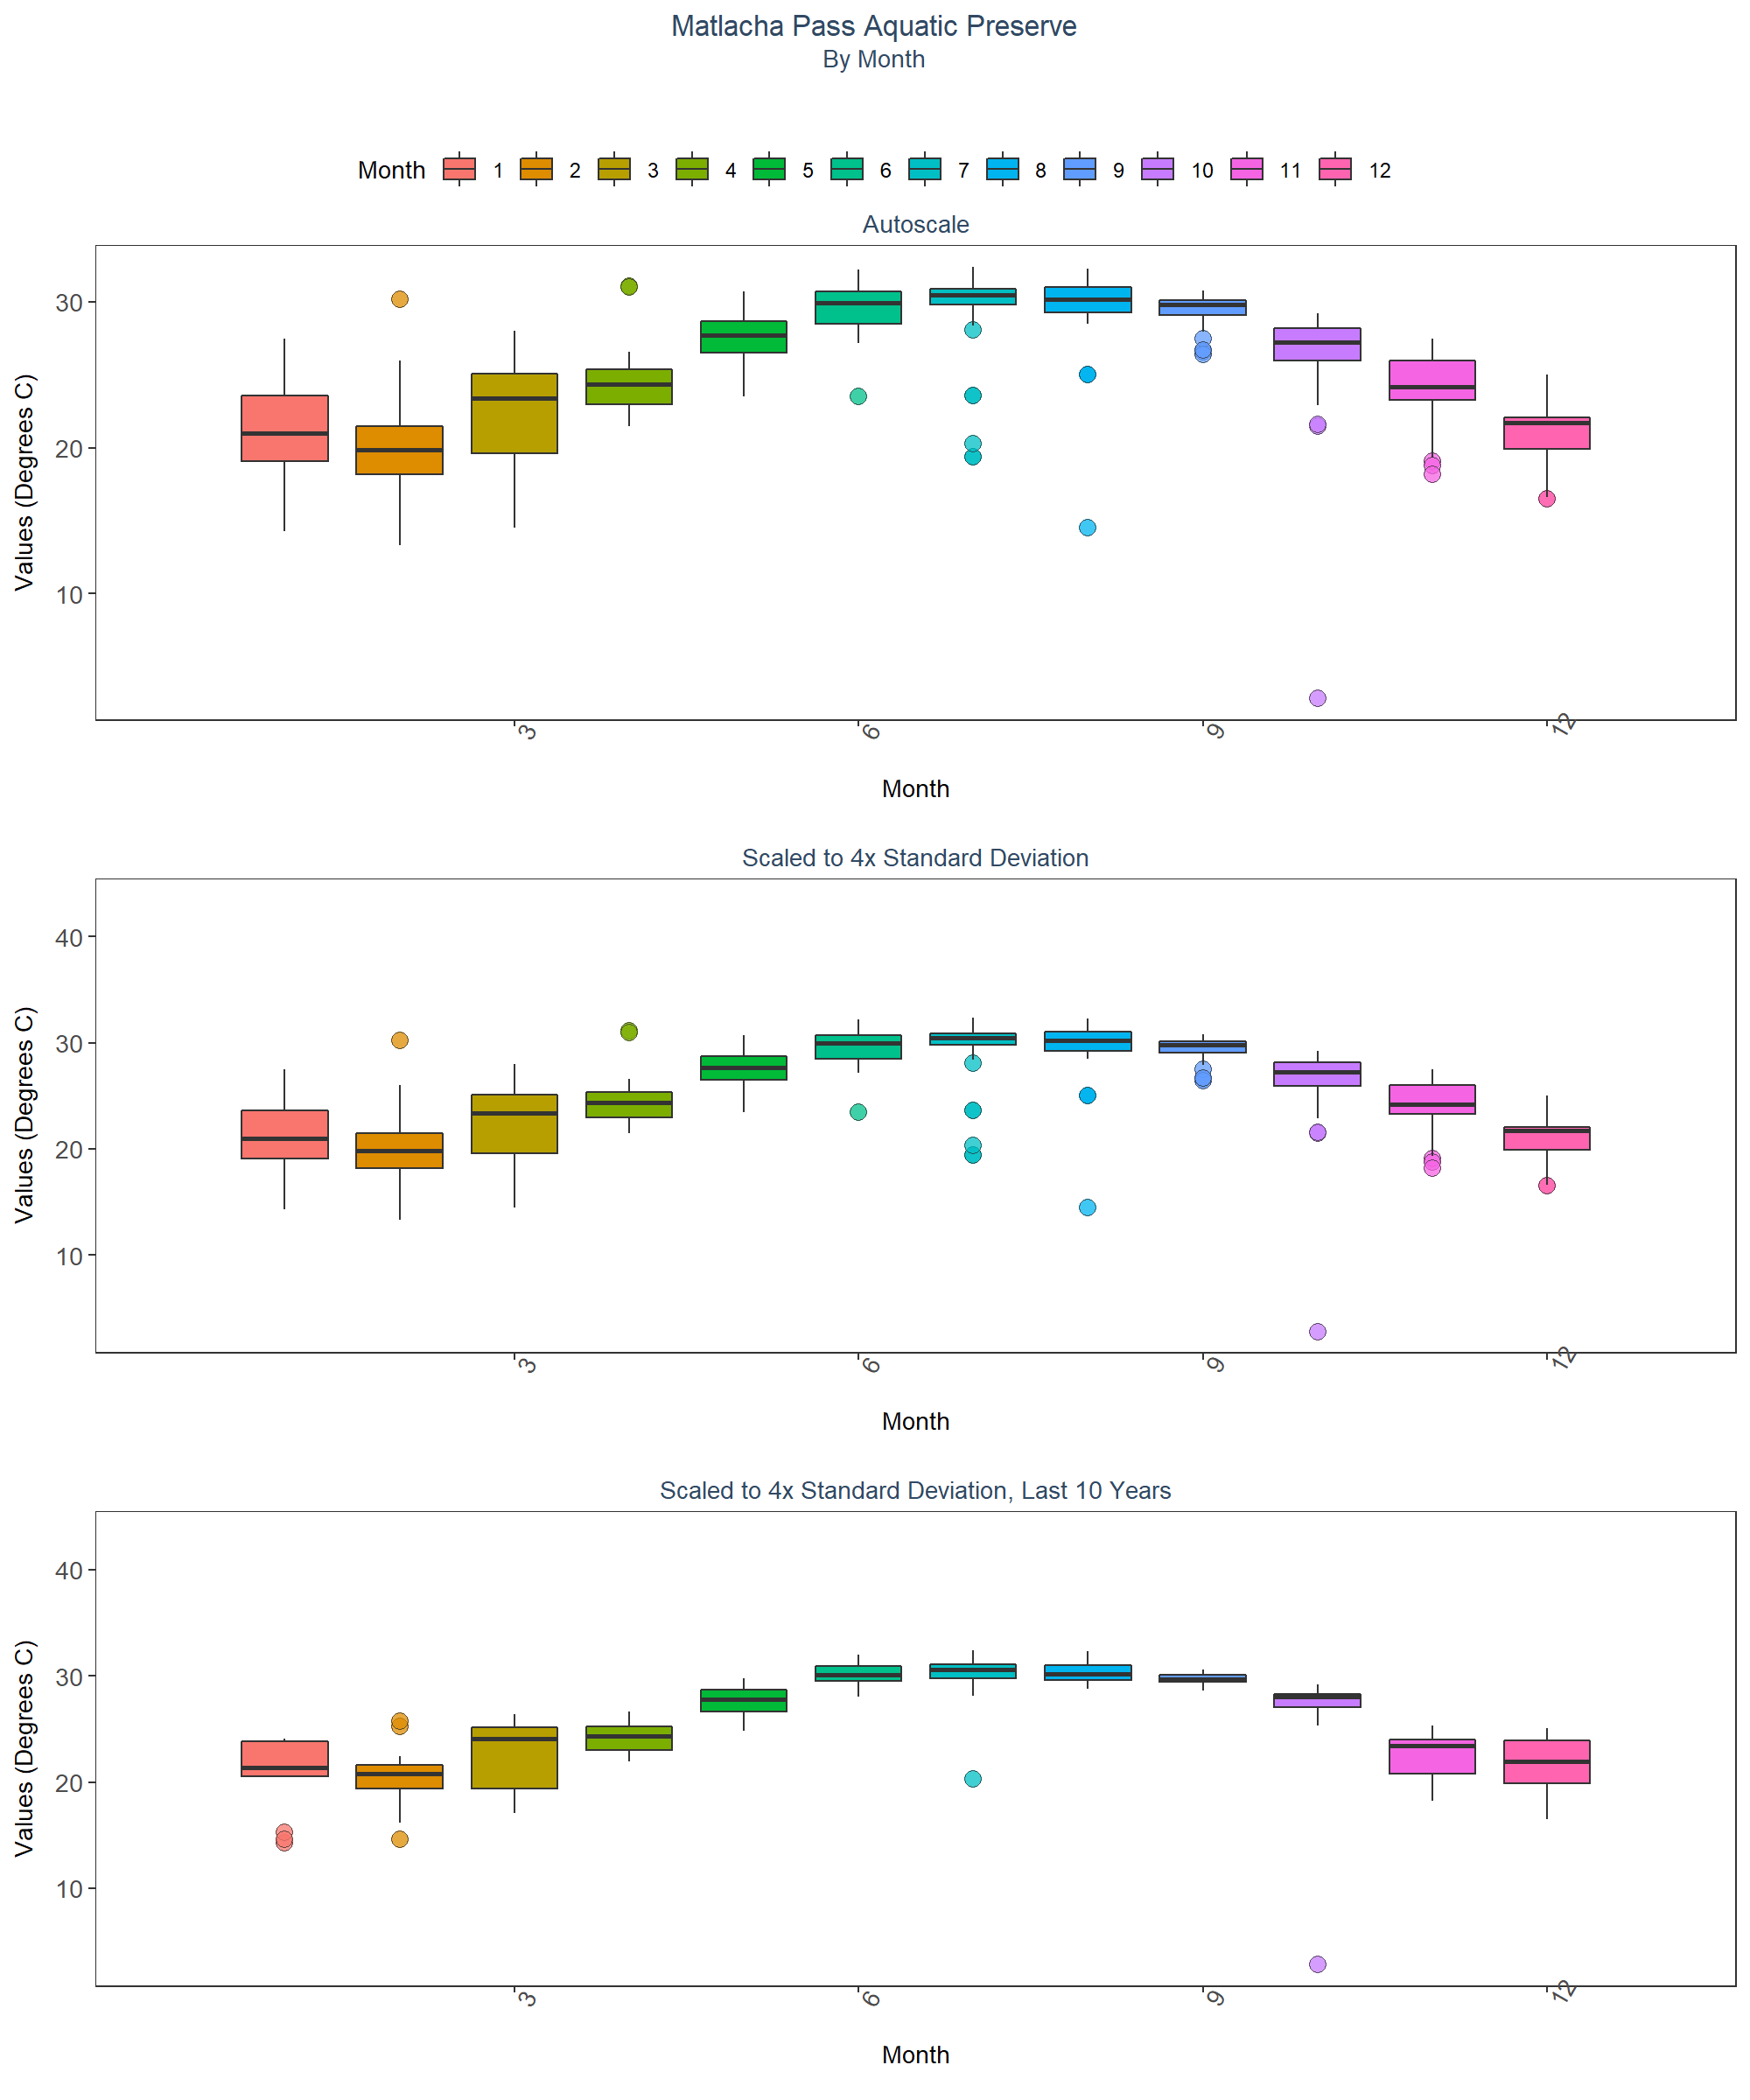 Matlacha Pass Aquatic Preserve
By Month
Month 1 2 3 4 5 6 7 8 9 10 11 12
Autoscale
Values (Degrees C)
30
20
10
3 6 9 12
Month
Scaled to 4x Standard Deviation
Values (Degrees C)
40
30
20
10
3 6 9 12
Month
Scaled to 4x Standard Deviation, Last 10 Years
Values (Degrees C)
40
30
20
10
3 6 9 12
Month